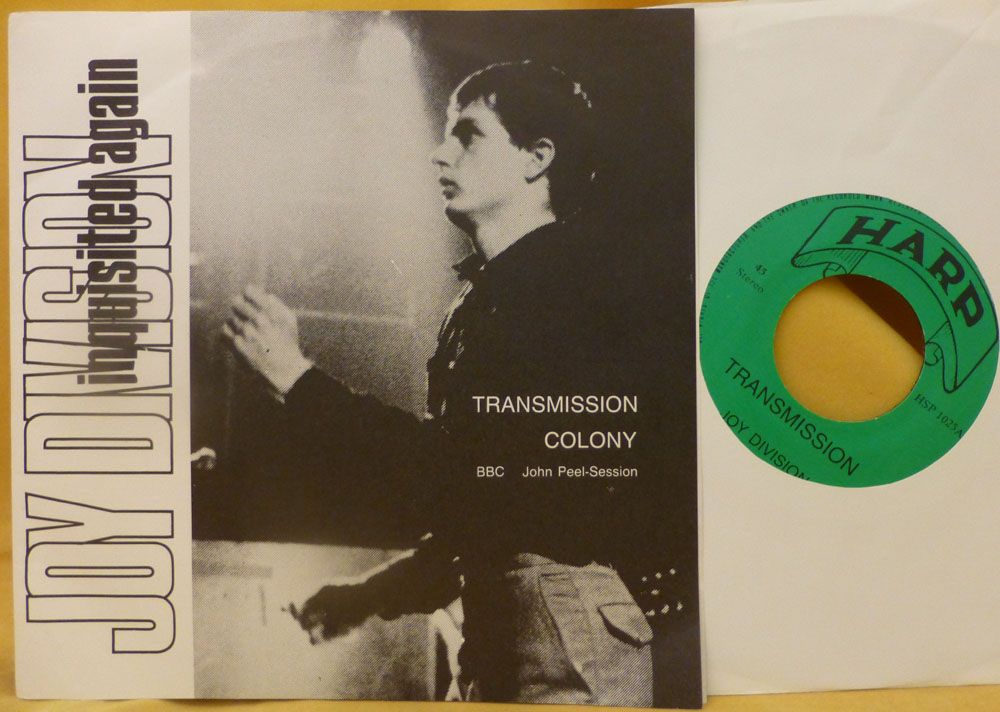 JOY DIVISION
inquisited again
TRANSMISSION
COLONY
BBC John Peel-Session
HARP
45
Stereo
HSP 1025A
TRANSMISSION
JOY DIVISION